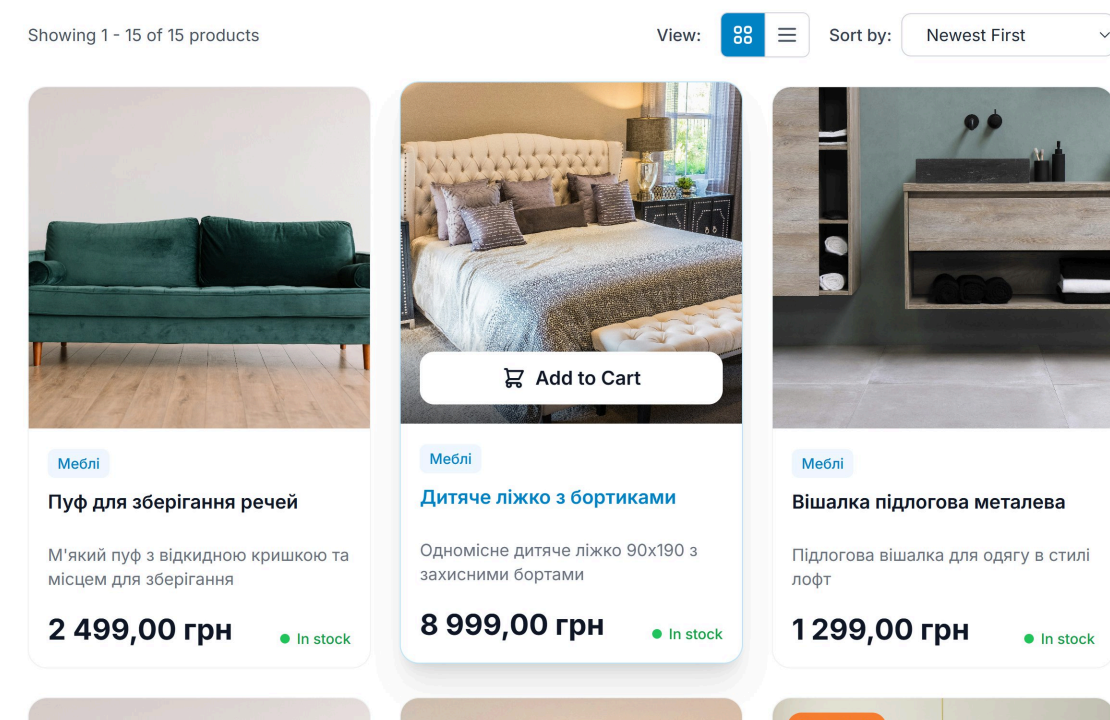 Showing 1 - 15 of 15 products
View:
Sort by:
Newest First
Add to Cart
Меблі
Пуф для зберігання речей
М'який пуф з відкидною кришкою та
місцем для зберігання
2 499,00 грн
In stock
Меблі
Дитяче ліжко з бортиками
Одномісне дитяче ліжко 90х190 з
захисними бортами
8 999,00 грн
In stock
Меблі
Вішалка підлогова металева
Підлогова вішалка для одягу в стилі
лофт
1 299,00 грн
In stock